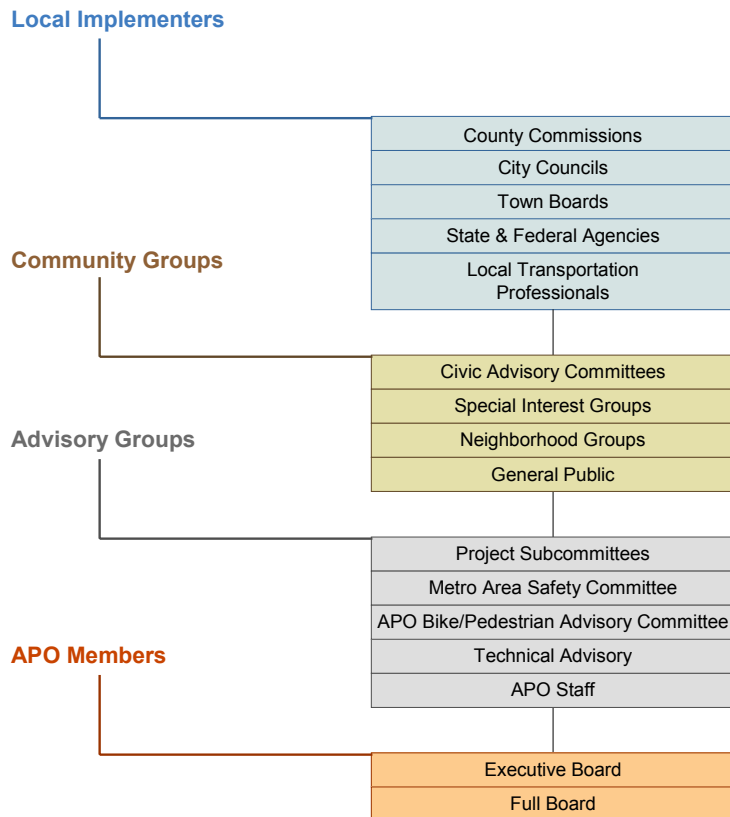 Local Implementers
County Commissions
City Councils
Town Boards
State & Federal Agencies
Local Transportation
Professionals
Community Groups
Civic Advisory Committees
Special Interest Groups
Neighborhood Groups
General Public
Advisory Groups
Project Subcommittees
Metro Area Safety Committee
APO Bike/Pedestrian Advisory Committee
Technical Advisory
APO Staff
APO Members
Executive Board
Full Board